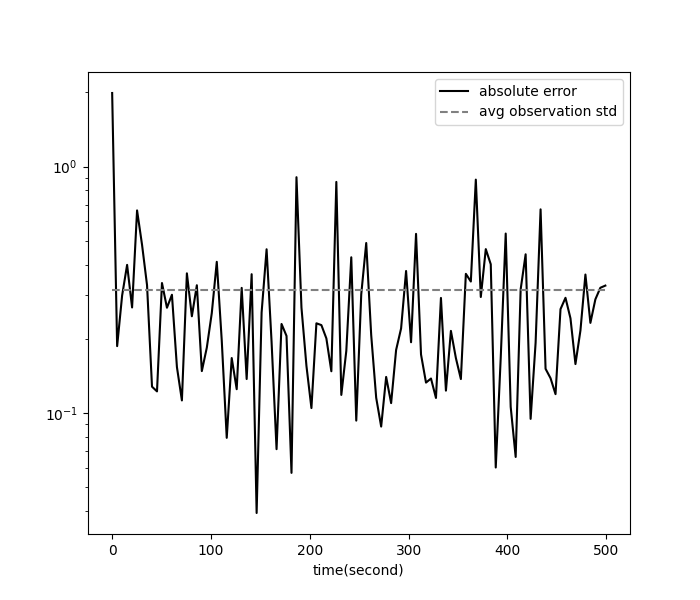 absolute error
avg observation std
10⁰
10⁻¹
0 100 200 300 400 500
time(second)